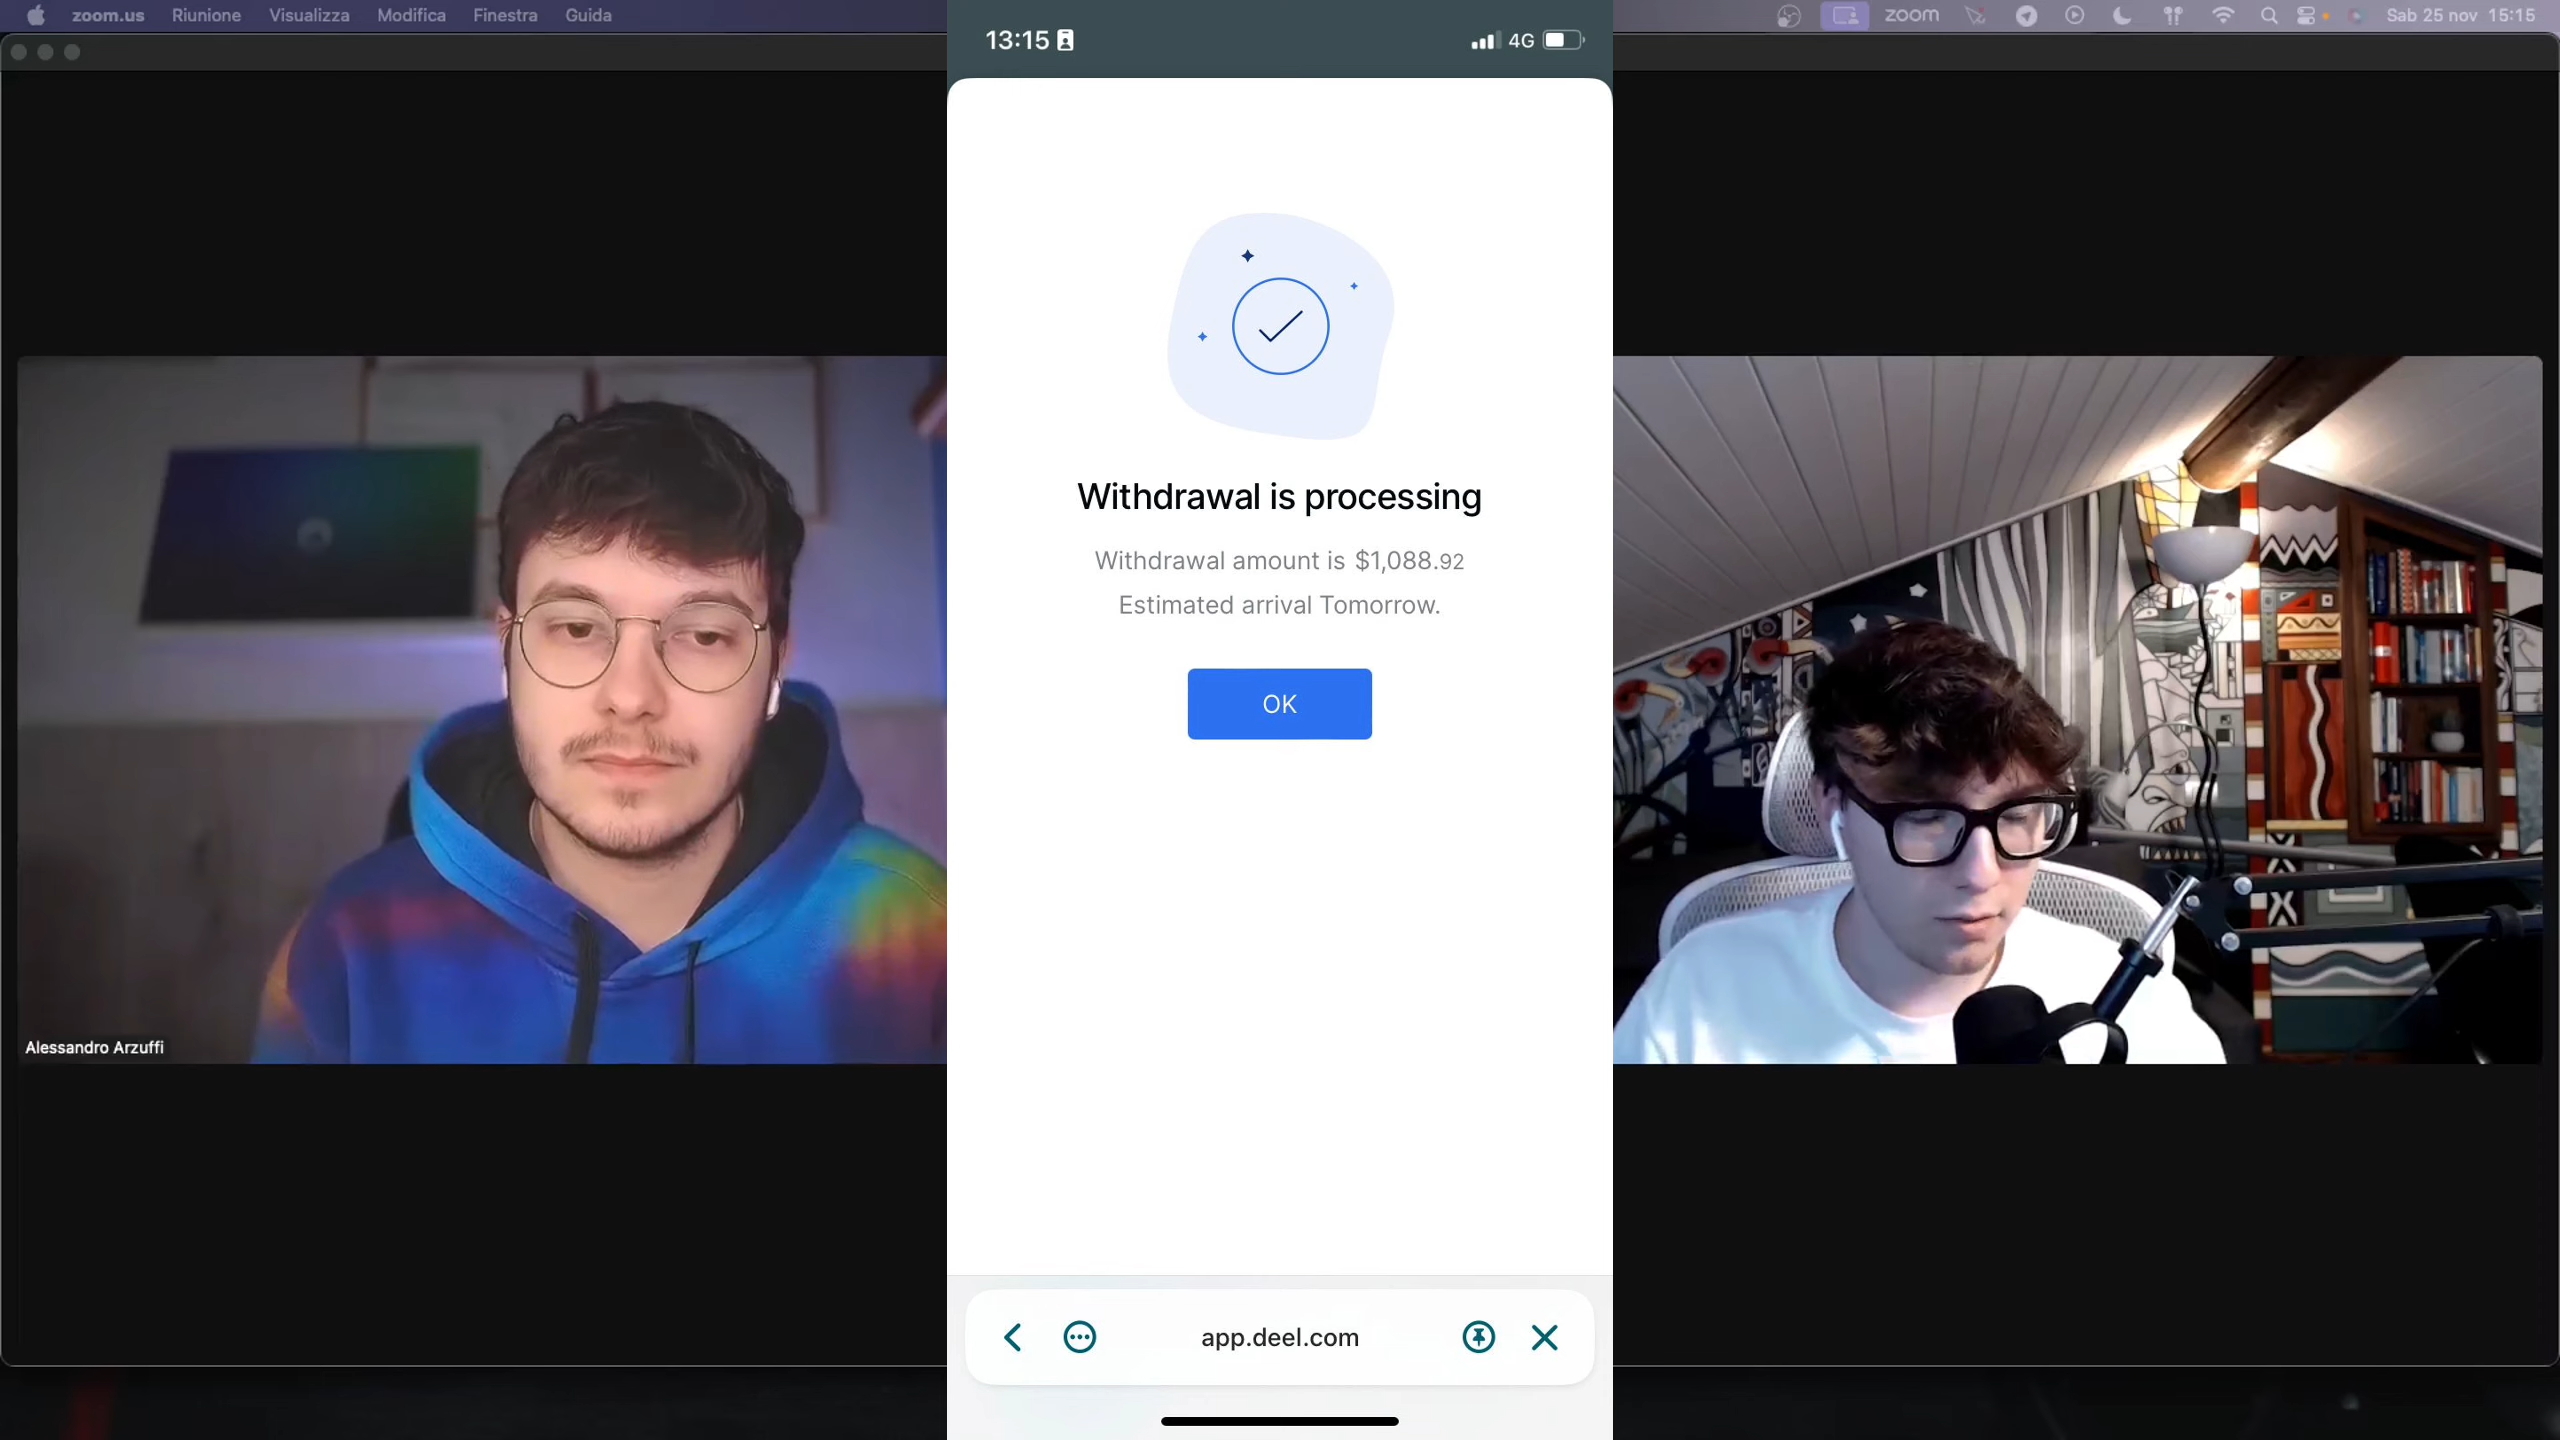 zoom.us Riunione Visualizza Modifica Finestra Guida
zoom Sab 25 nov 15:15
13:15 4G
Withdrawal is processing
Withdrawal amount is $1,088.92
Estimated arrival Tomorrow.
OK
Alessandro Arzuffi
app.deel.com